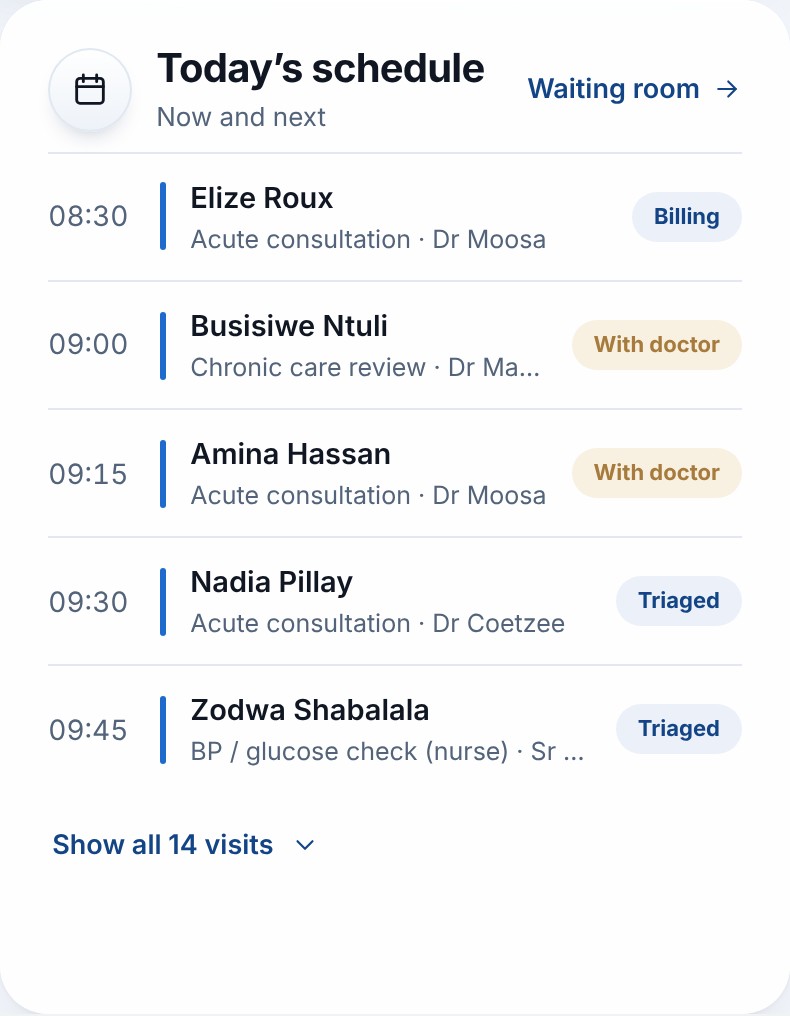 Today’s schedule
Now and next
Waiting room
08:30
Elize Roux
Acute consultation · Dr Moosa
Billing
09:00
Busisiwe Ntuli
Chronic care review · Dr Ma...
With doctor
09:15
Amina Hassan
Acute consultation · Dr Moosa
With doctor
09:30
Nadia Pillay
Acute consultation · Dr Coetzee
Triaged
09:45
Zodwa Shabalala
BP / glucose check (nurse) · Sr ...
Triaged
Show all 14 visits